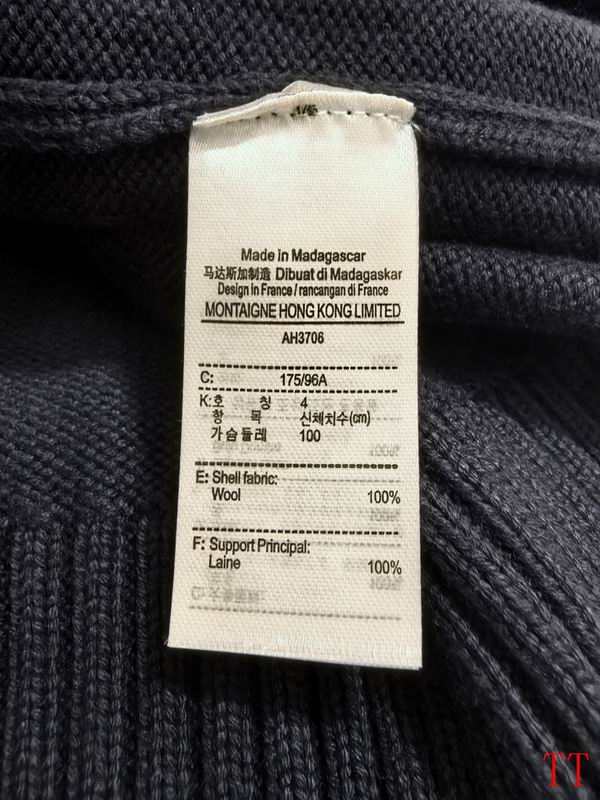 Made in Madagascar
马达斯加制造 Dibuat di Madagaskar
Design in France / rancangan di France
MONTAIGNE HONG KONG LIMITED
AH3706
C: 175/96A
K:호 칭 4
항 목 신체치수(cm)
가슴둘레 100
E: Shell fabric:
Wool 100%
F: Support Principal:
Laine 100%
TT